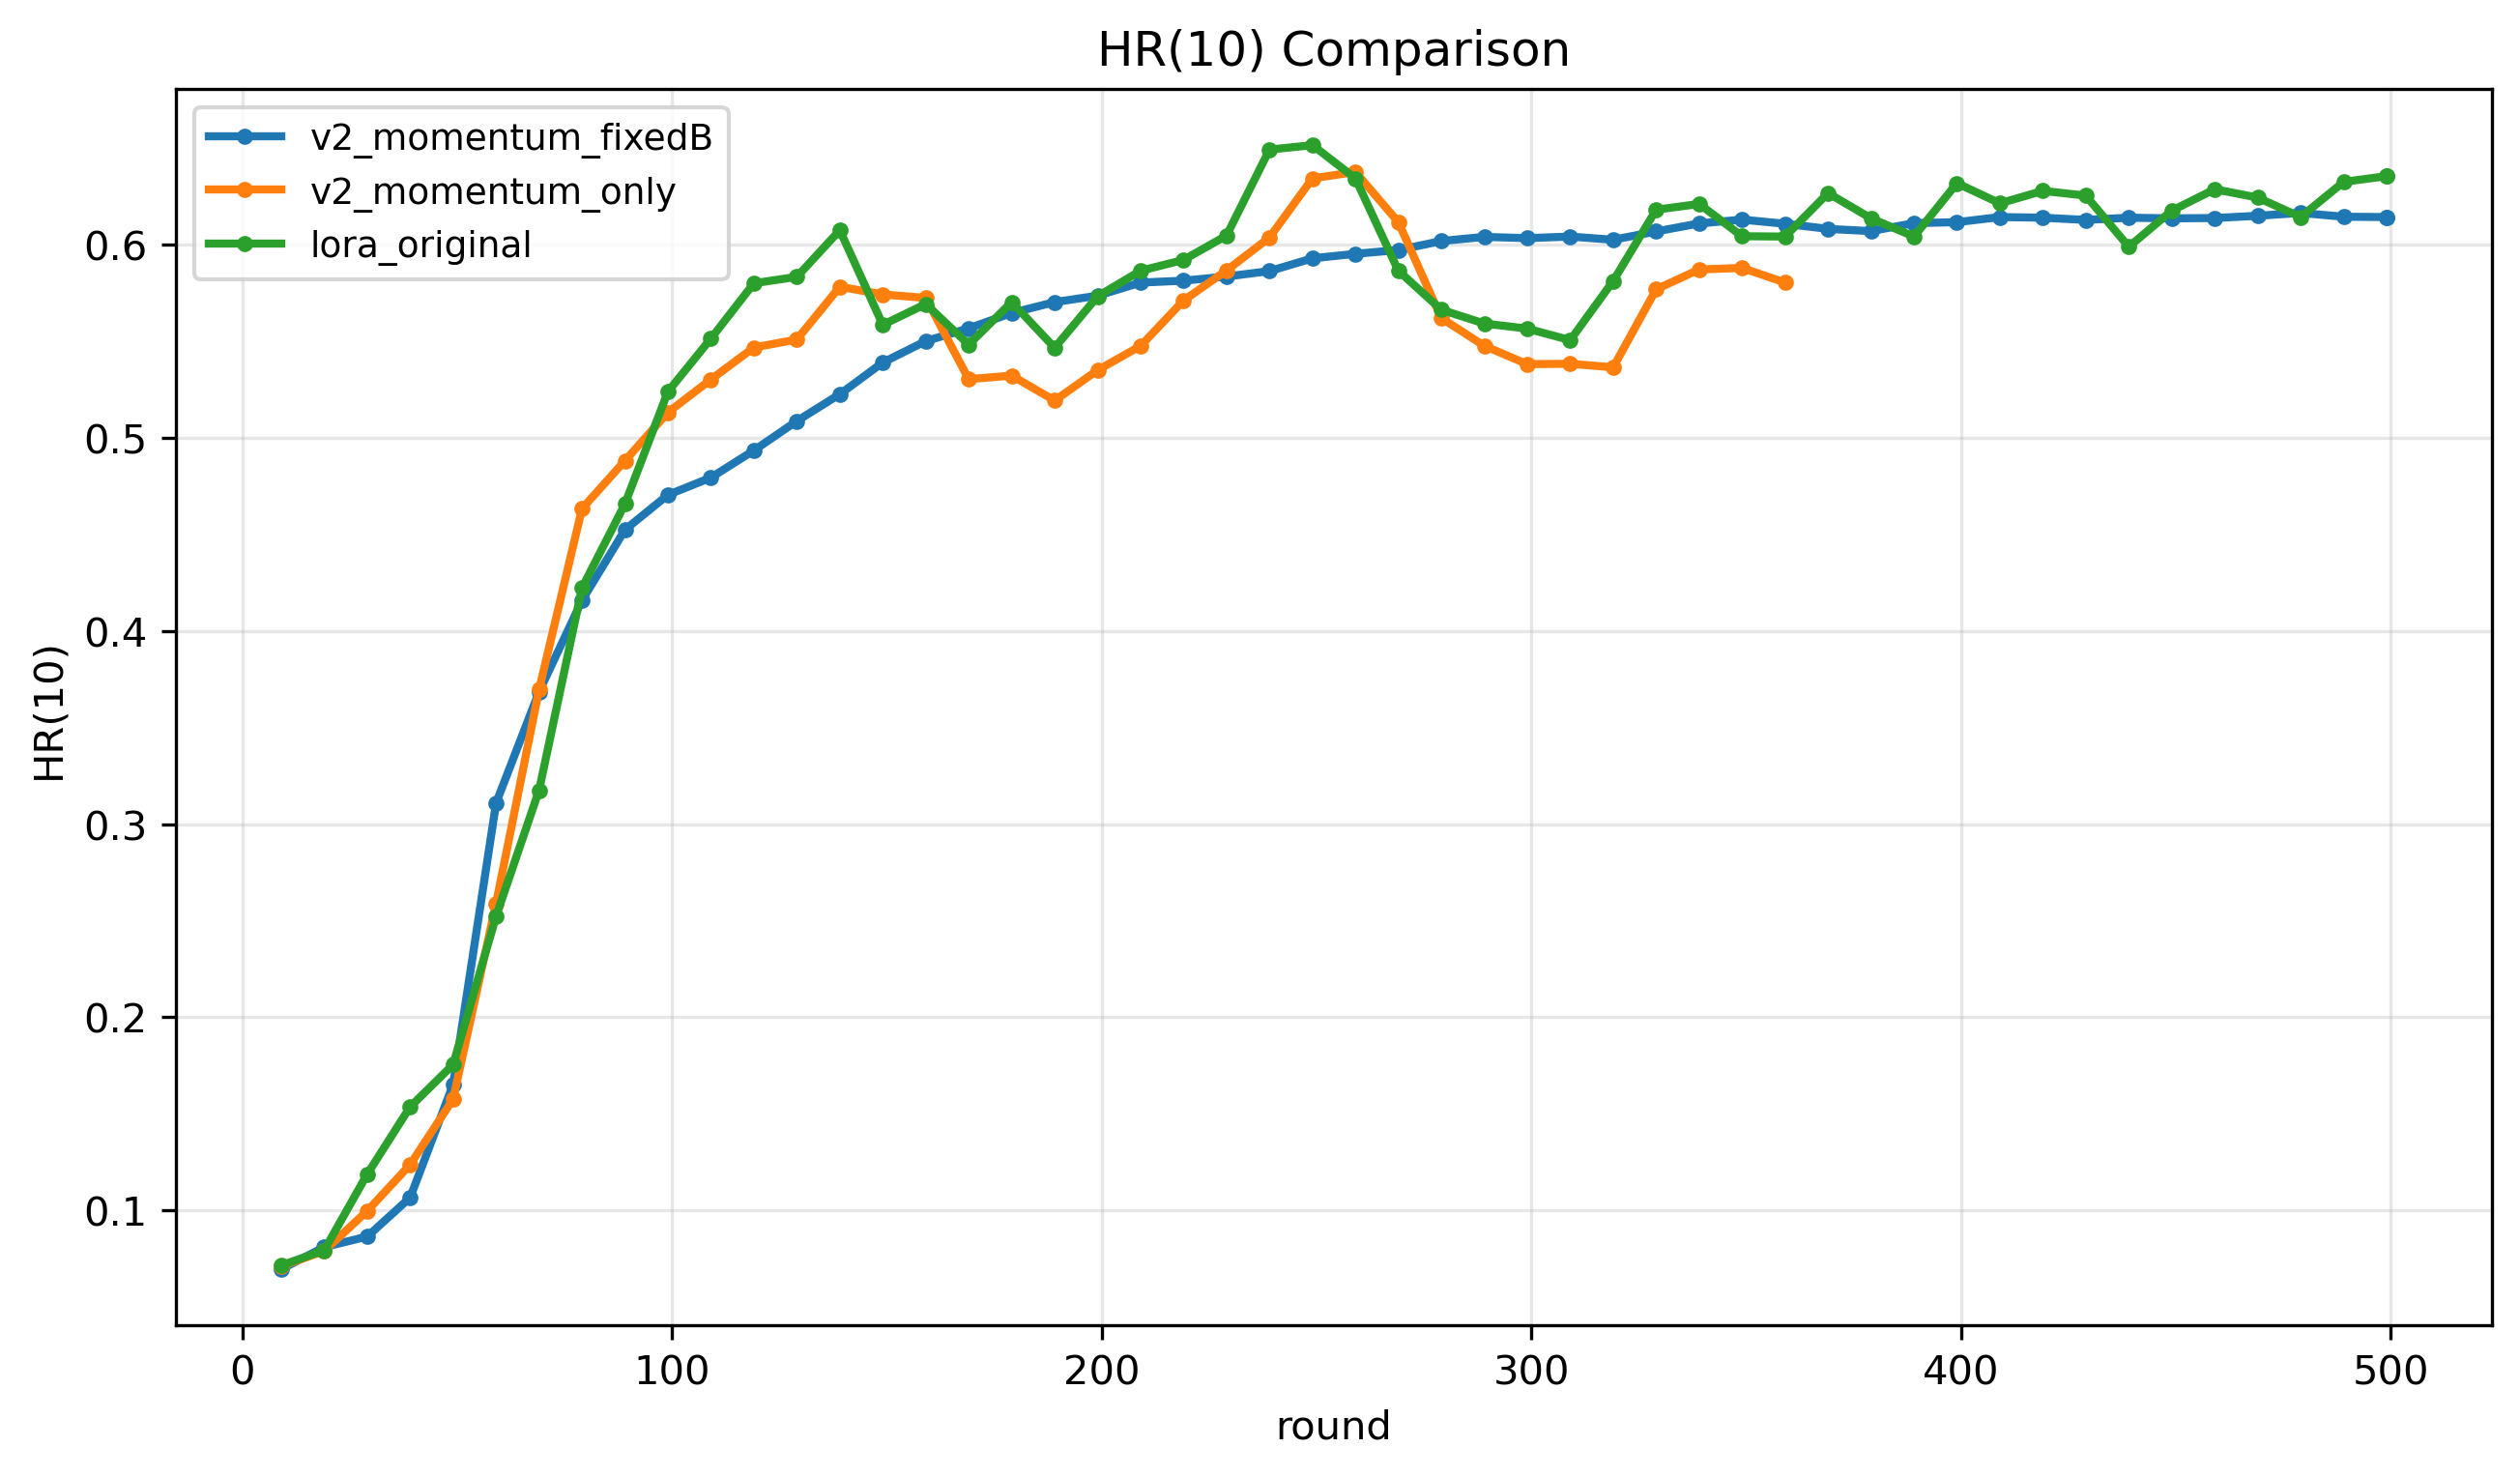 HR(10) Comparison
v2_momentum_fixedB
v2_momentum_only
lora_original
HR(10)
0.6
0.5
0.4
0.3
0.2
0.1
0 100 200 300 400 500
round